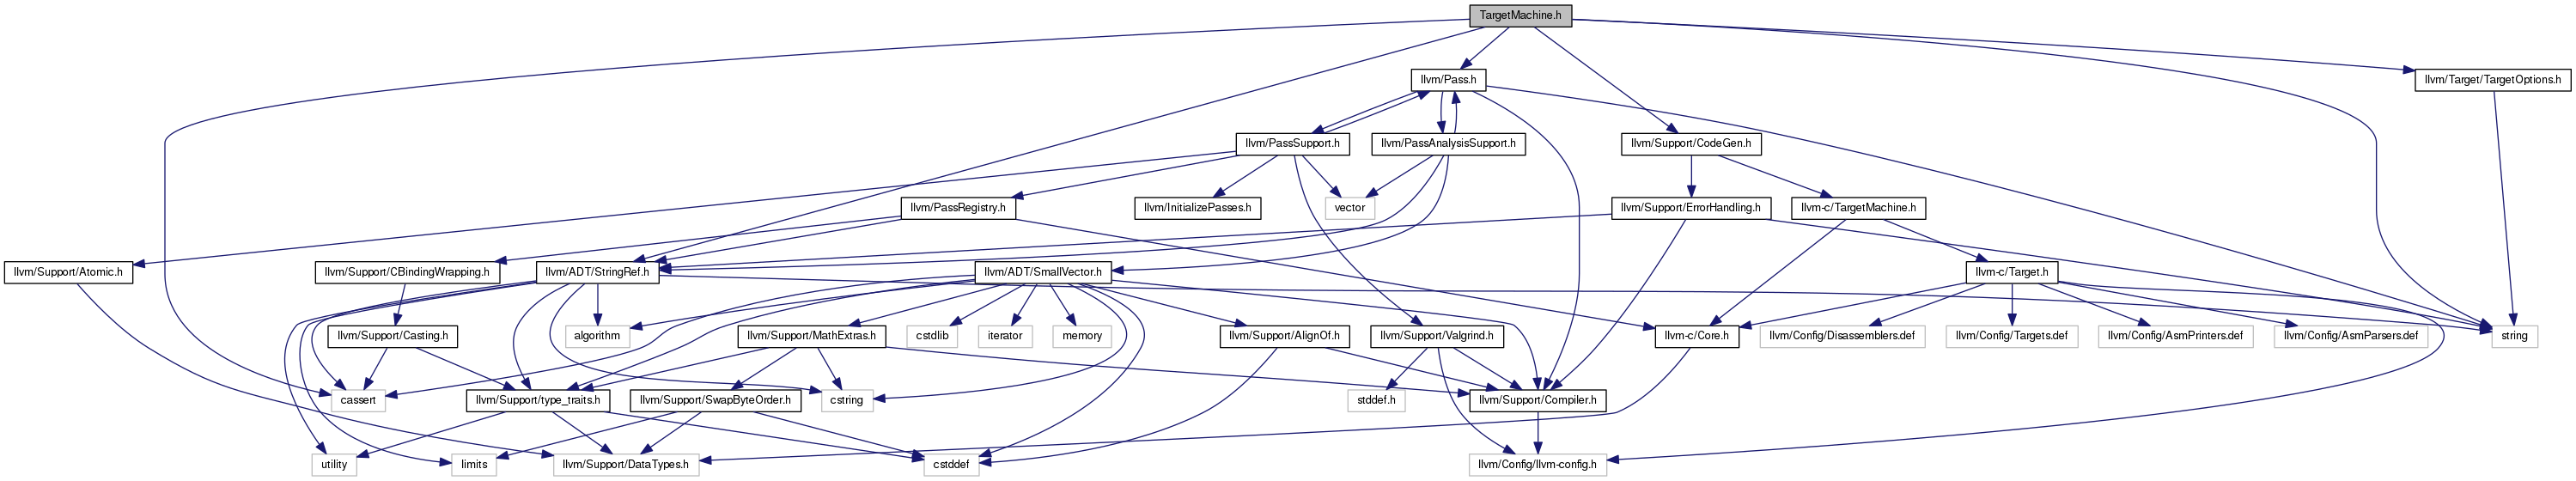 TargetMachine.h
llvm/Pass.h
llvm/Target/TargetOptions.h
llvm/PassSupport.h
llvm/PassAnalysisSupport.h
llvm/Support/CodeGen.h
llvm/PassRegistry.h
llvm/InitializePasses.h
vector
llvm/Support/ErrorHandling.h
llvm-c/TargetMachine.h
llvm/Support/Atomic.h
llvm/Support/CBindingWrapping.h
llvm/ADT/StringRef.h
llvm/ADT/SmallVector.h
llvm-c/Target.h
llvm/Support/Casting.h
algorithm
llvm/Support/MathExtras.h
cstdlib
iterator
memory
llvm/Support/AlignOf.h
llvm/Support/Valgrind.h
llvm-c/Core.h
llvm/Config/Disassemblers.def
llvm/Config/Targets.def
llvm/Config/AsmPrinters.def
llvm/Config/AsmParsers.def
string
cassert
llvm/Support/type_traits.h
llvm/Support/SwapByteOrder.h
cstring
stddef.h
llvm/Support/Compiler.h
utility
limits
llvm/Support/DataTypes.h
cstddef
llvm/Config/llvm-config.h